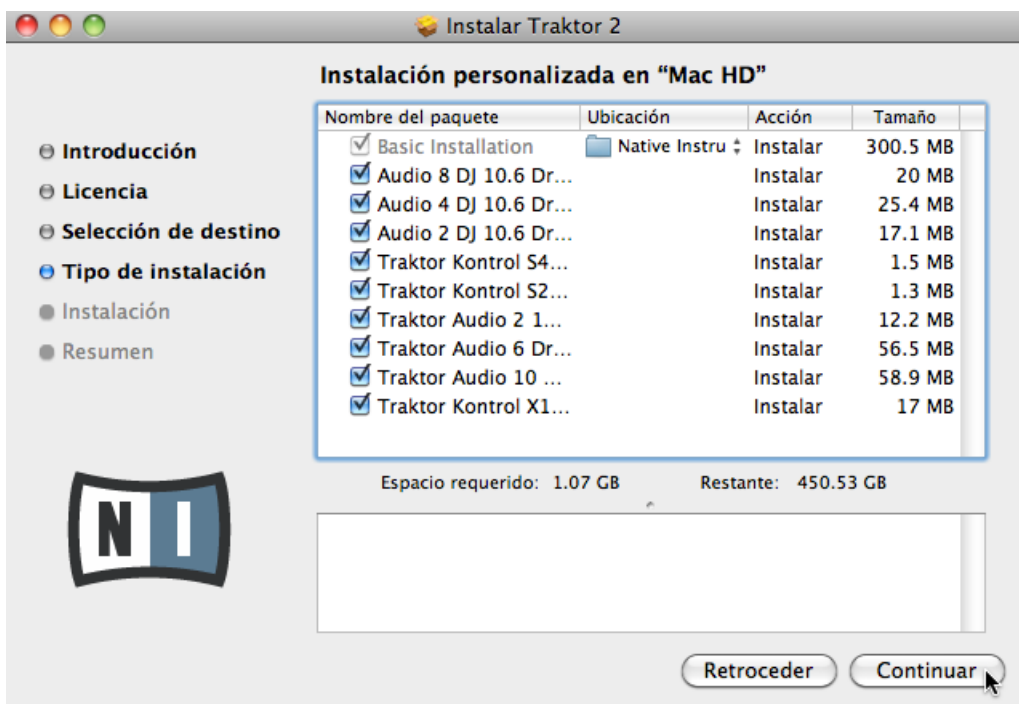 Instalar Traktor 2
Instalación personalizada en “Mac HD”
Nombre del paquete Ubicación Acción Tamaño
Basic Installation Native Instru Instalar 300.5 MB
Audio 8 DJ 10.6 Dr... Instalar 20 MB
Audio 4 DJ 10.6 Dr... Instalar 25.4 MB
Audio 2 DJ 10.6 Dr... Instalar 17.1 MB
Traktor Kontrol S4... Instalar 1.5 MB
Traktor Kontrol S2... Instalar 1.3 MB
Traktor Audio 2 1... Instalar 12.2 MB
Traktor Audio 6 Dr... Instalar 56.5 MB
Traktor Audio 10 ... Instalar 58.9 MB
Traktor Kontrol X1... Instalar 17 MB
Introducción
Licencia
Selección de destino
Tipo de instalación
Instalación
Resumen
NI
Espacio requerido: 1.07 GB Restante: 450.53 GB
Retroceder Continuar